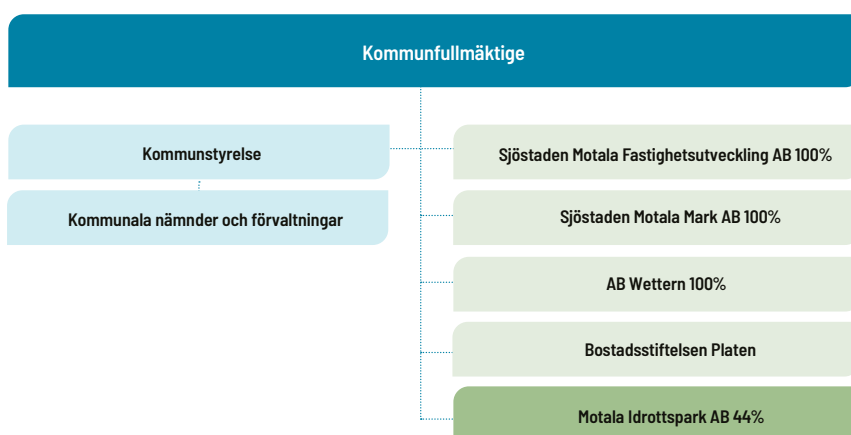 Kommunfullmäktige
Kommunstyrelse
Kommunala nämnder och förvaltningar
Sjöstaden Motala Fastighetsutveckling AB 100%
Sjöstaden Motala Mark AB 100%
AB Wettern 100%
Bostadsstiftelsen Platen
Motala Idrottspark AB 44%